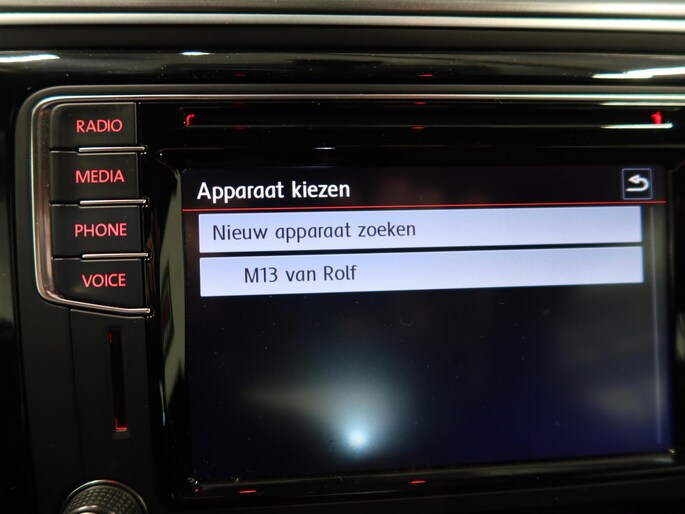 RADIO
MEDIA
PHONE
VOICE
Apparaat kiezen
Nieuw apparaat zoeken
M13 van Rolf